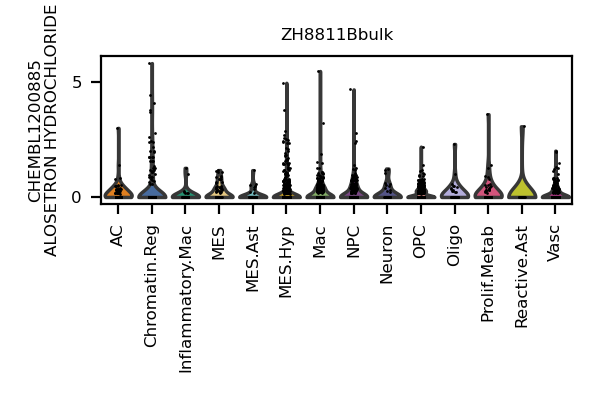 ZH8811Bbulk
CHEMBL1200885
ALOSETRON HYDROCHLORIDE
5
0
AC
Chromatin.Reg
Inflammatory.Mac
MES
MES.Ast
MES.Hyp
Mac
NPC
Neuron
OPC
Oligo
Prolif.Metab
Reactive.Ast
Vasc